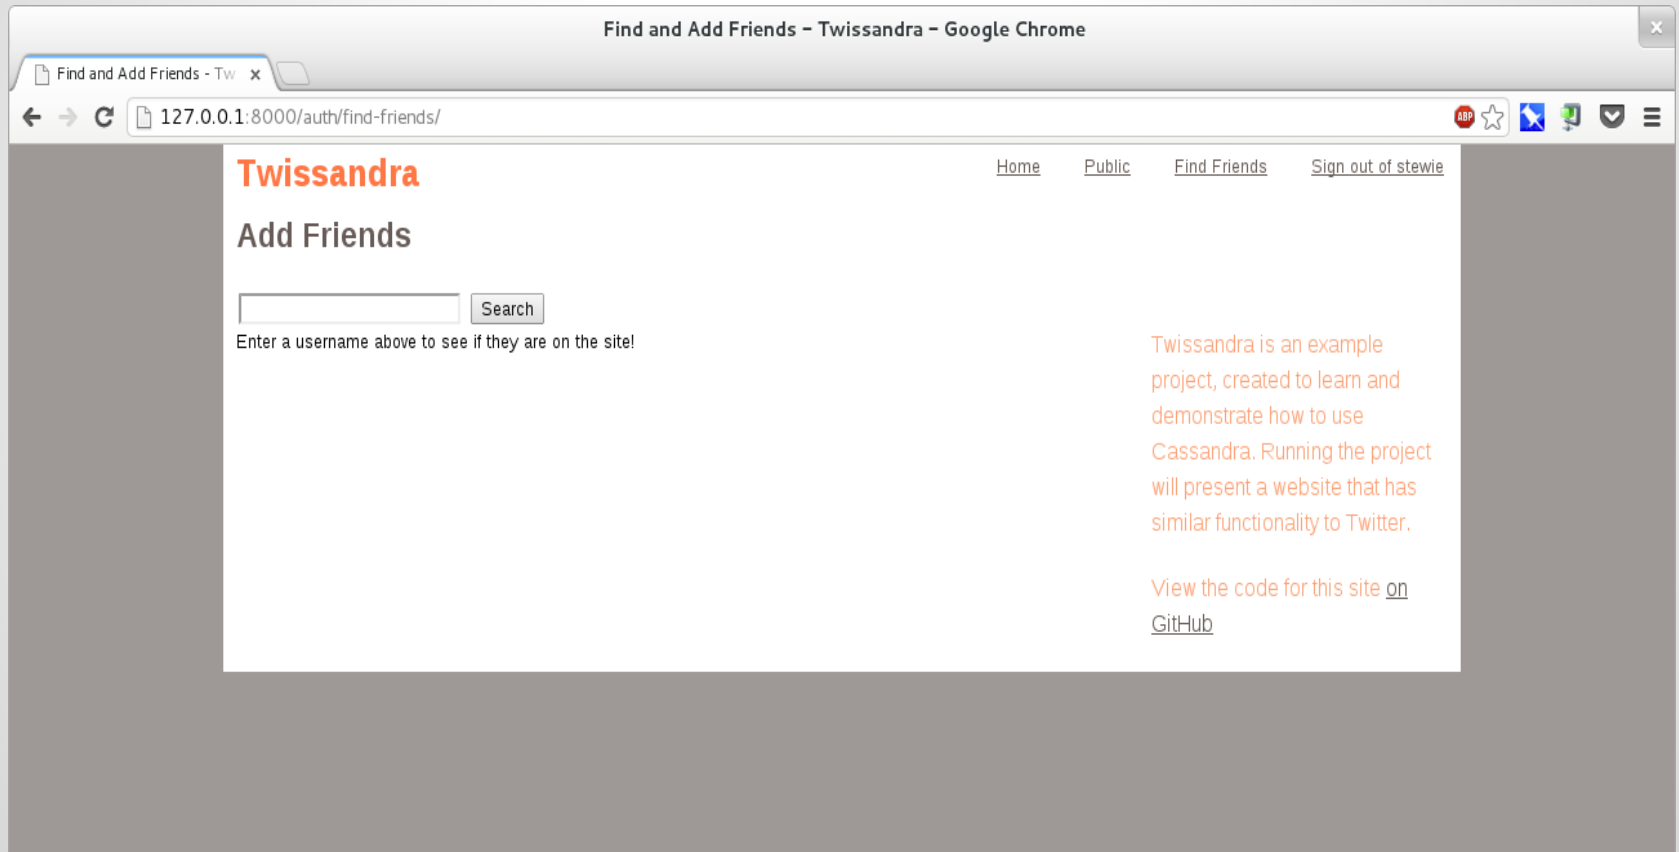 Find and Add Friends – Twissandra – Google Chrome
Find and Add Friends - Tw
127.0.0.1:8000/auth/find-friends/
ABP
Twissandra
Home Public Find Friends Sign out of stewie
Add Friends
Search
Enter a username above to see if they are on the site!
Twissandra is an example
project, created to learn and
demonstrate how to use
Cassandra. Running the project
will present a website that has
similar functionality to Twitter.
View the code for this site on
GitHub